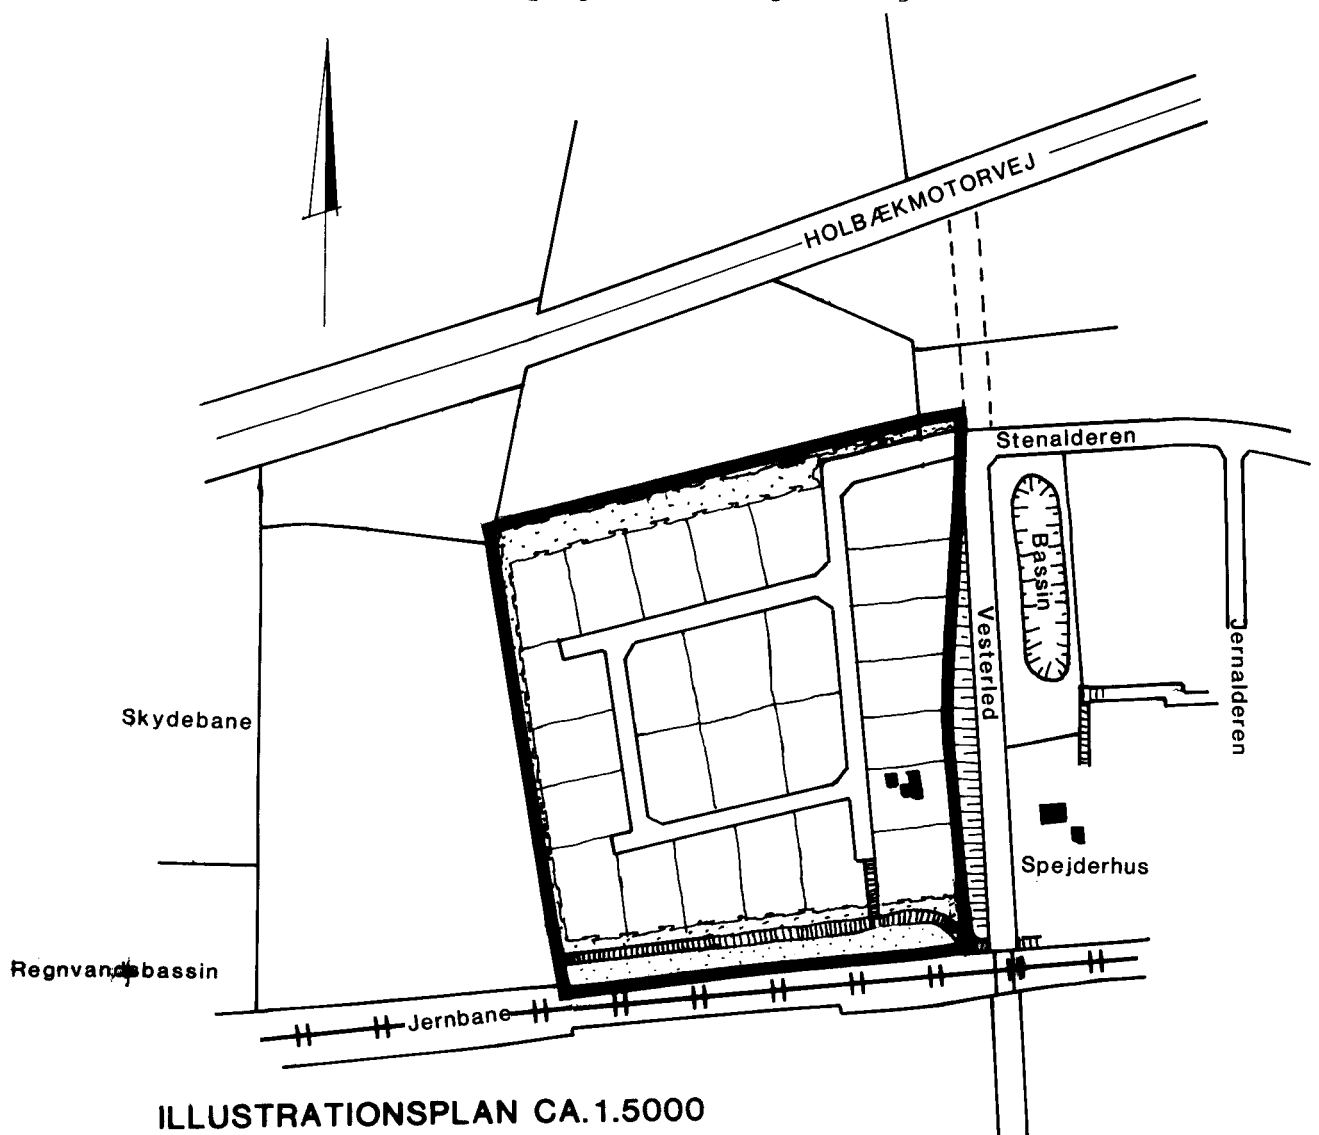 HOLBÆKMOTORVEJ
Stenalderen
Bassin
Vesterled
Jernalderen
Skydebane
Spejderhus
Regnvandsbassin
Jernbane
ILLUSTRATIONSPLAN CA.1.5000